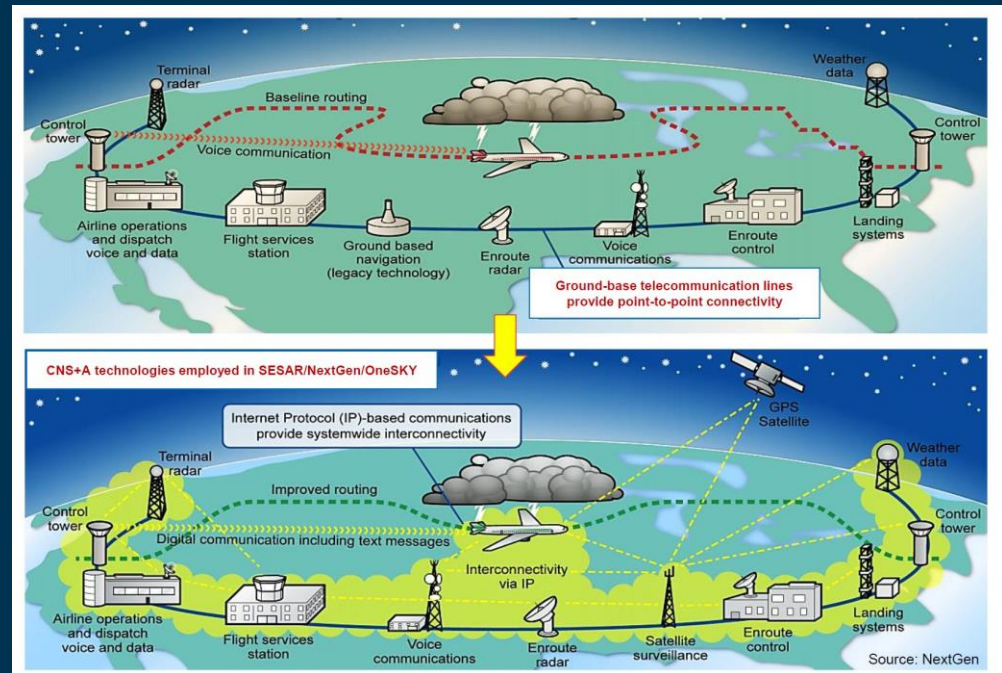 Terminal
radar
Weather
data
Baseline routing
Control
tower
Control
tower
Voice communication
Airline operations
and dispatch
voice and data
Flight services
station
Ground based
navigation
(legacy technology)
Enroute
radar
Voice
communications
Enroute
control
Landing
systems
Ground-base telecommunication lines
provide point-to-point connectivity
CNS+A technologies employed in SESAR/NextGen/OneSKY
GPS
Satellite
Internet Protocol (IP)-based communications
provide systemwide interconnectivity
Terminal
radar
Weather
data
Improved routing
Control
tower
Control
tower
Digital communication including text messages
Interconnectivity
via IP
Airline operations
and dispatch
voice and data
Flight services
station
Voice
communications
Enroute
radar
Satellite
surveillance
Enroute
control
Landing
systems
Source: NextGen